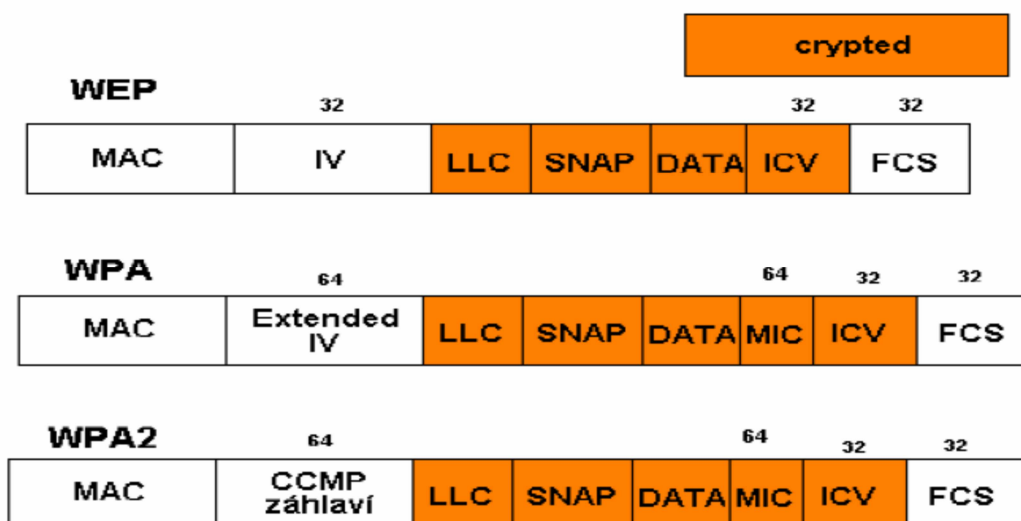 crypted
WEP
32 32 32
MAC IV LLC SNAP DATA ICV FCS
WPA
64 64 32 32
MAC Extended IV LLC SNAP DATA MIC ICV FCS
WPA2
64 64 32 32
MAC CCMP záhlaví LLC SNAP DATA MIC ICV FCS